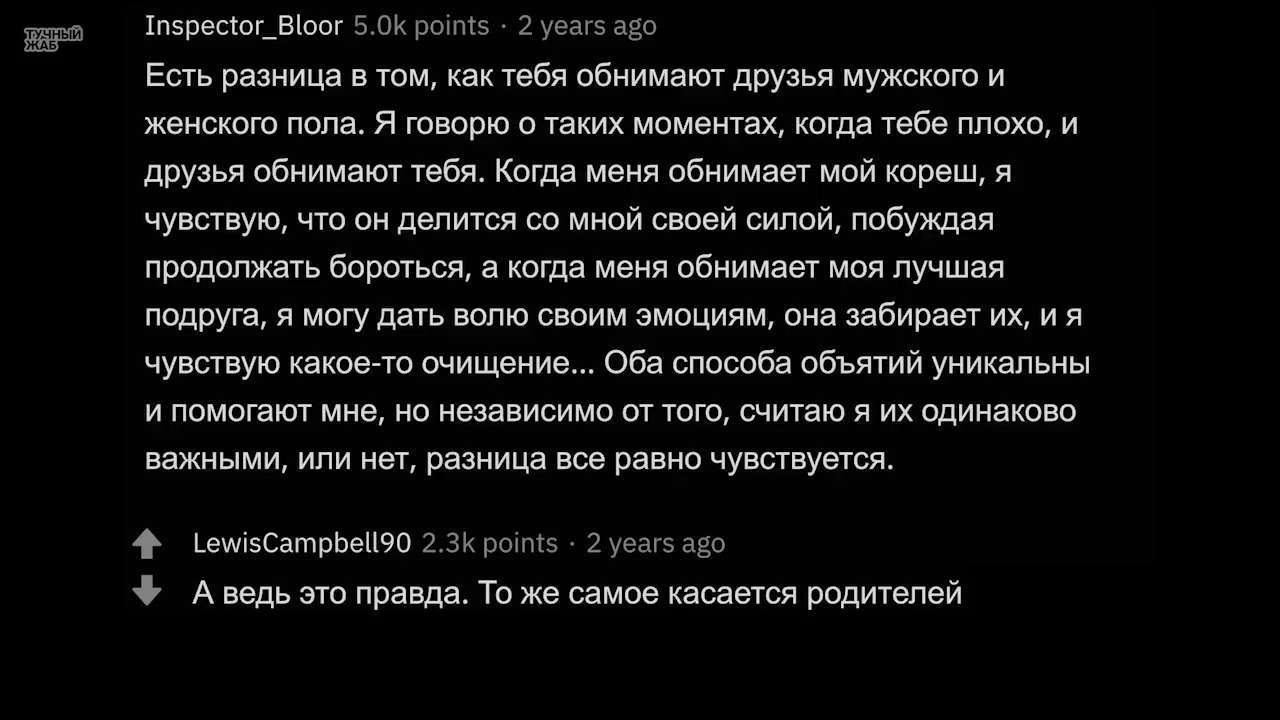 ТУЧНЫЙ
ЖАБ
Inspector_Bloor 5.0k points · 2 years ago
Есть разница в том, как тебя обнимают друзья мужского и
женского пола. Я говорю о таких моментах, когда тебе плохо, и
друзья обнимают тебя. Когда меня обнимает мой кореш, я
чувствую, что он делится со мной своей силой, побуждая
продолжать бороться, а когда меня обнимает моя лучшая
подруга, я могу дать волю своим эмоциям, она забирает их, и я
чувствую какое-то очищение... Оба способа объятий уникальны
и помогают мне, но независимо от того, считаю я их одинаково
важными, или нет, разница все равно чувствуется.
LewisCampbell90 2.3k points · 2 years ago
А ведь это правда. То же самое касается родителей